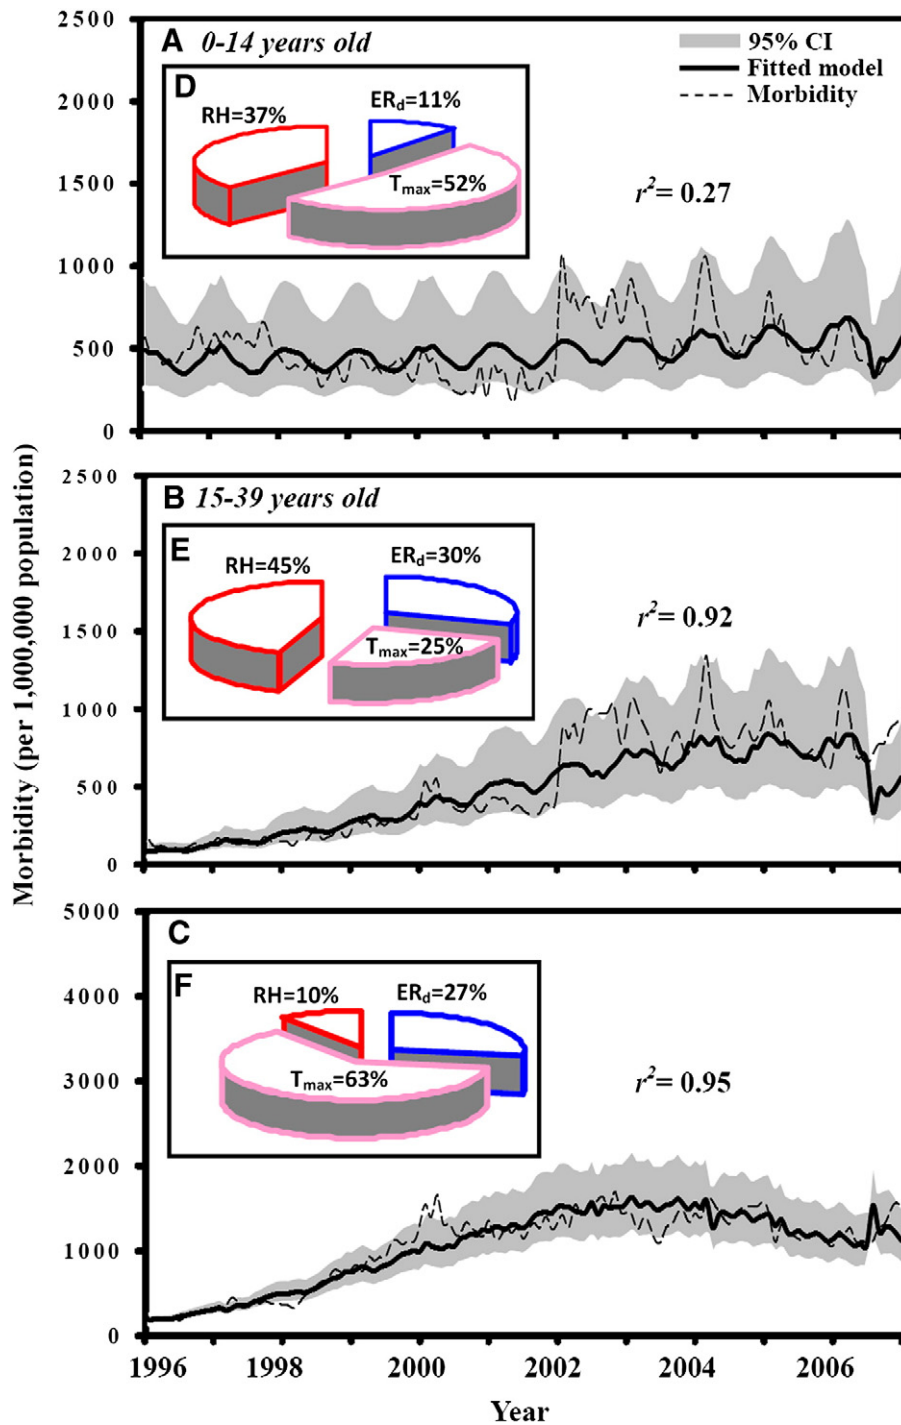 2500
A 0-14 years old
95% CI
Fitted model
Morbidity
2000
D
RH=37%
ERd=11%
Tmax=52%
1500
r²= 0.27
1000
500
0
2500
B 15-39 years old
2000
E
RH=45%
ERd=30%
Tmax=25%
1500
r²= 0.92
1000
500
0
Morbidity (per 1,000,000 population)
5000
C
4000
F
RH=10%
ERd=27%
Tmax=63%
3000
r²= 0.95
2000
1000
0
1996 1998 2000 2002 2004 2006
Year